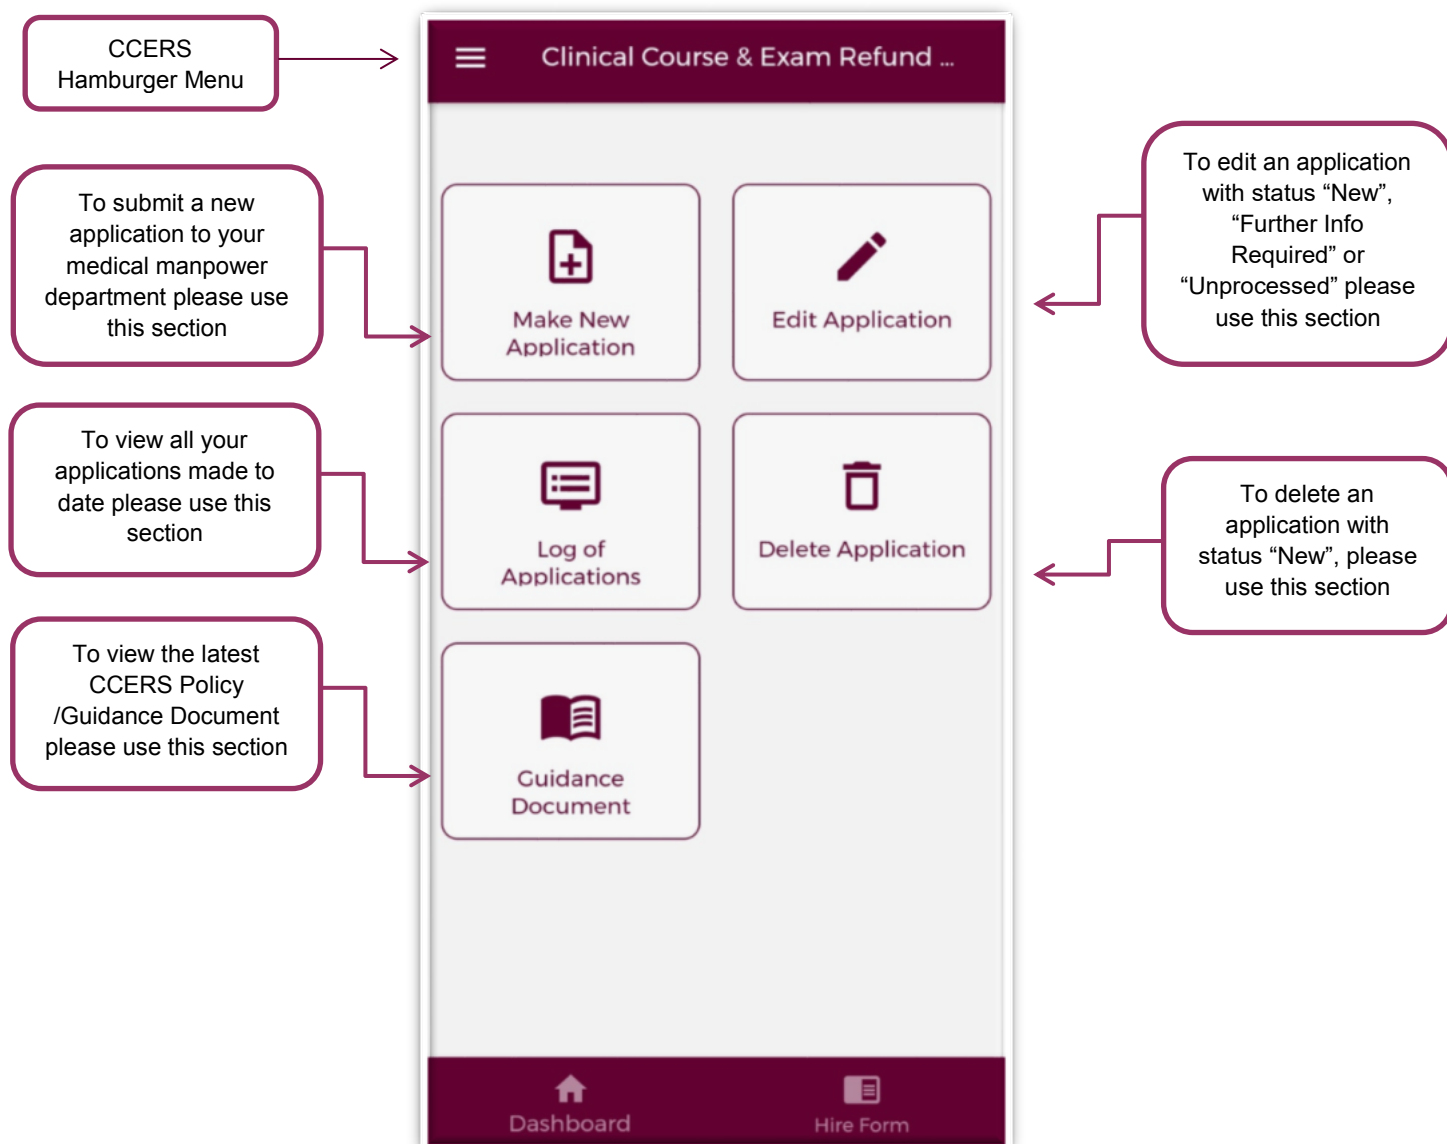 CCERS
Hamburger Menu
Clinical Course & Exam Refund ...
To submit a new
application to your
medical manpower
department please use
this section
Make New
Application
Edit Application
To edit an application
with status “New”,
“Further Info
Required” or
“Unprocessed” please
use this section
To view all your
applications made to
date please use this
section
Log of
Applications
Delete Application
To delete an
application with
status “New”, please
use this section
To view the latest
CCERS Policy
/Guidance Document
please use this section
Guidance
Document
Dashboard
Hire Form